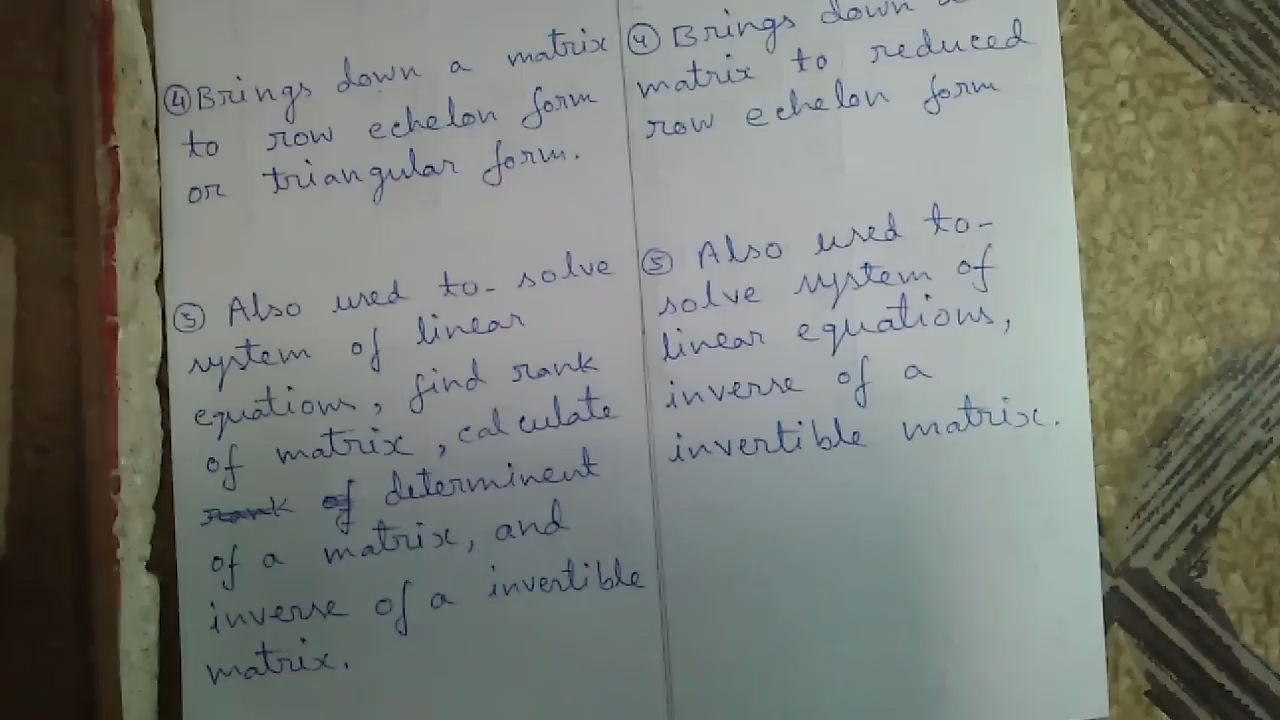 ④ Brings down a matrix
to row echelon form
or triangular form.
⑤ Also used to- solve
system of linear
equations, find rank
of matrix, calculate
rank of determinent
of a matrix, and
inverse of a invertible
matrix.
④ Brings down a
matrix to reduced
row echelon form
⑤ Also used to-
solve system of
linear equations,
inverse of a
invertible matrix.